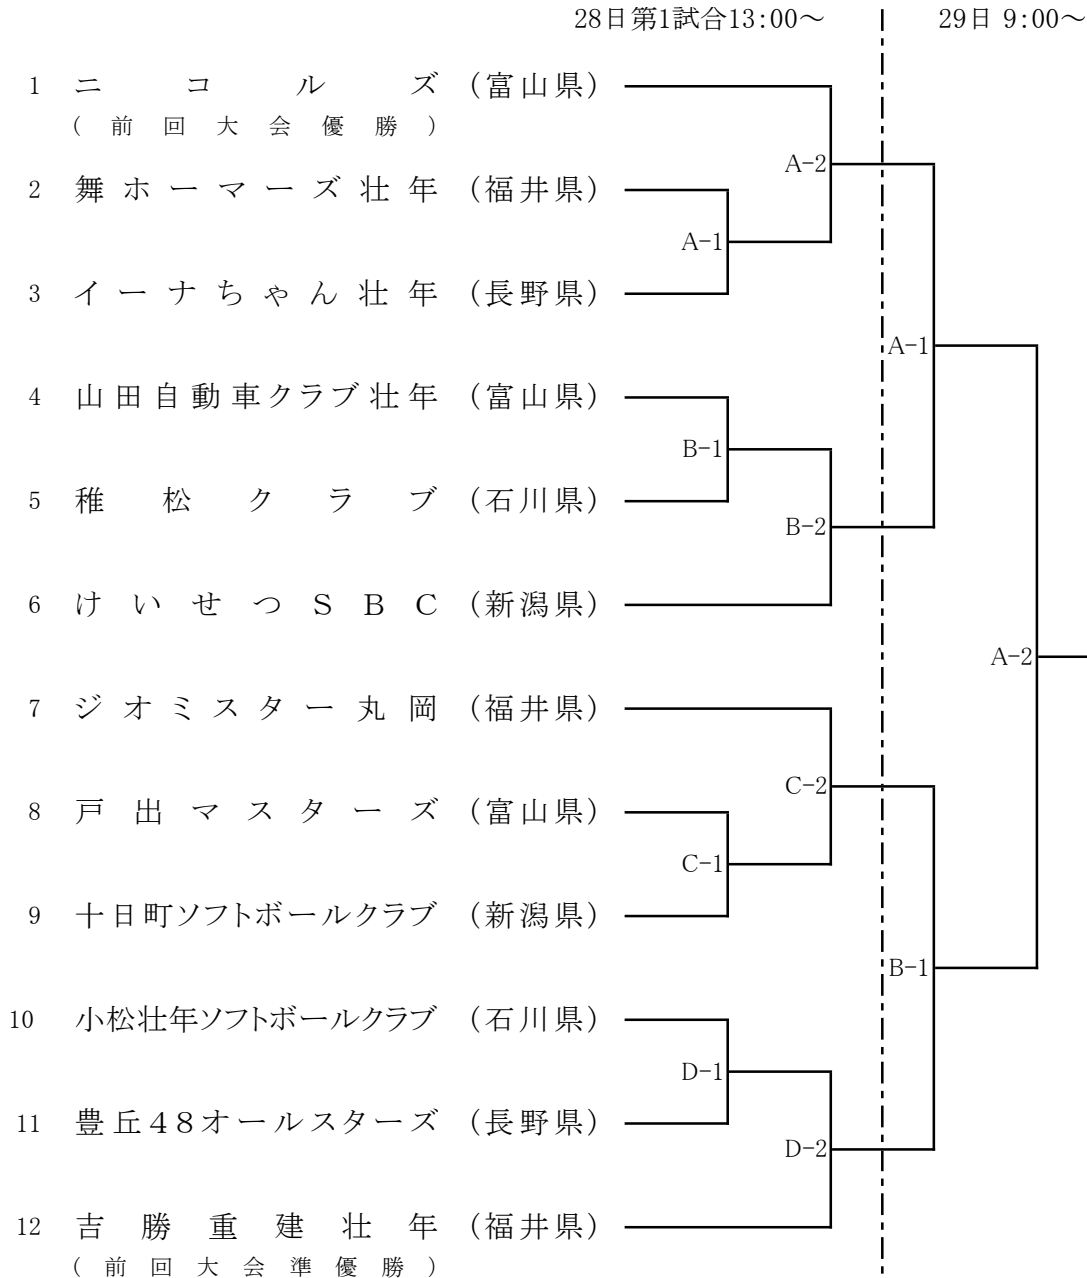 28日第1試合13:00～ 29日 9:00～
1 ニコルズ (富山県)
(前回大会優勝)
A-2
2 舞ホーマーズ壮年 (福井県)
A-1
3 イーナちゃん壮年 (長野県)
A-1
4 山田自動車クラブ壮年 (富山県)
B-1
5 稚松クラブ (石川県)
B-2
6 けいせつＳＢＣ (新潟県)
A-2
7 ジオミスター丸岡 (福井県)
C-2
8 戸出マスターズ (富山県)
C-1
9 十日町ソフトボールクラブ (新潟県)
B-1
10 小松壮年ソフトボールクラブ (石川県)
D-1
11 豊丘４８オールスターズ (長野県)
D-2
12 吉勝重建壮年 (福井県)
(前回大会準優勝)